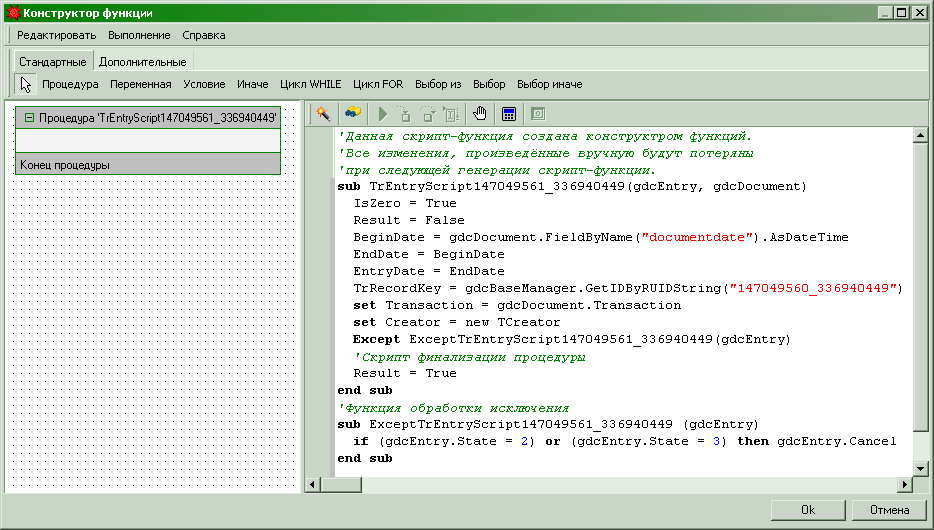 Конструктор функции
Редактировать Выполнение Справка
Стандартные Дополнительные
Процедура Переменная Условие Иначе Цикл WHILE Цикл FOR Выбор из Выбор Выбор иначе
Процедура 'TrEntryScript147049561_336940449'
Конец процедуры
'Данная скрипт-функция создана конструктром функций.
'Все изменения, произведённые вручную будут потеряны
'при следующей генерации скрипт-функции.
sub TrEntryScript147049561_336940449(gdcEntry, gdcDocument)
IsZero = True
Result = False
BeginDate = gdcDocument.FieldByName("documentdate").AsDateTime
EndDate = BeginDate
EntryDate = EndDate
TrRecordKey = gdcBaseManager.GetIDByRUIDString("147049560_336940449")
set Transaction = gdcDocument.Transaction
set Creator = new TCreator
Except ExceptTrEntryScript147049561_336940449(gdcEntry)
'Скрипт финализации процедуры
Result = True
end sub
'Функция обработки исключения
sub ExceptTrEntryScript147049561_336940449 (gdcEntry)
if (gdcEntry.State = 2) or (gdcEntry.State = 3) then gdcEntry.Cancel
end sub
Ok Отмена